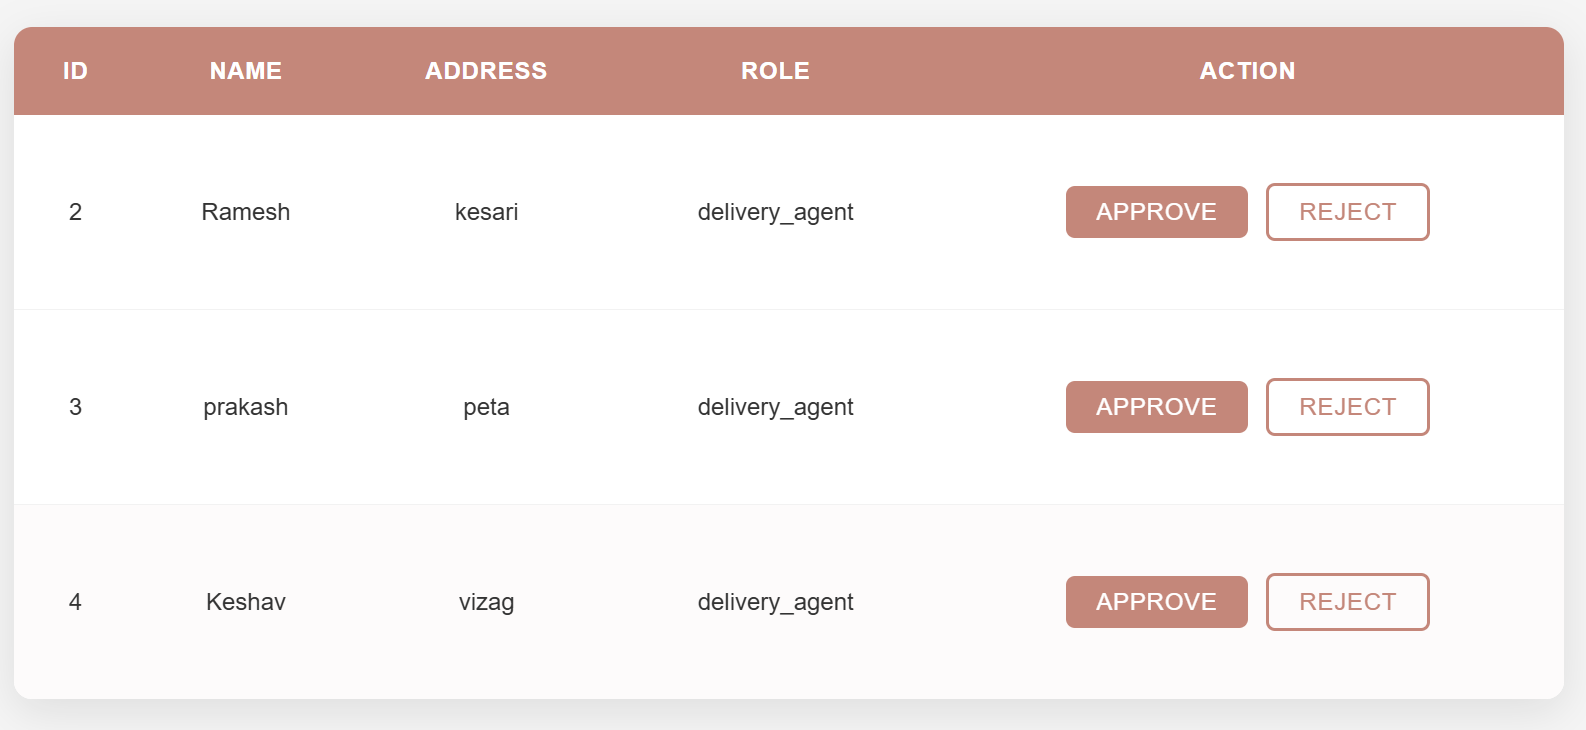 ID NAME ADDRESS ROLE ACTION
2 Ramesh kesari delivery_agent APPROVE REJECT
3 prakash peta delivery_agent APPROVE REJECT
4 Keshav vizag delivery_agent APPROVE REJECT